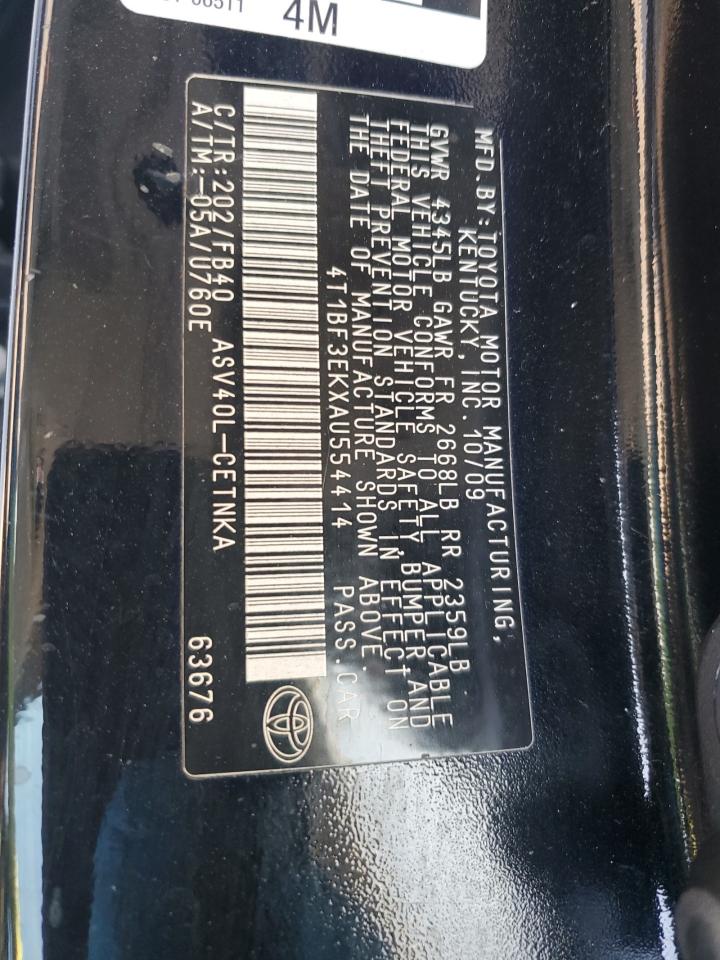 4M
MFD. BY: TOYOTA MOTOR MANUFACTURING,
KENTUCKY, INC. 10/09
GVWR 4345LB GAWR FR 2668LB RR 2359LB
THIS VEHICLE CONFORMS TO ALL APPLICABLE
FEDERAL MOTOR VEHICLE SAFETY, BUMPER, AND
THEFT PREVENTION STANDARDS IN EFFECT ON
THE DATE OF MANUFACTURE SHOWN ABOVE.
4T1BF3EKXAU554414 PASS.CAR
C/TR:202/FB40 ASV40L-CETNKA
A/TM:-05A/U760E 63676